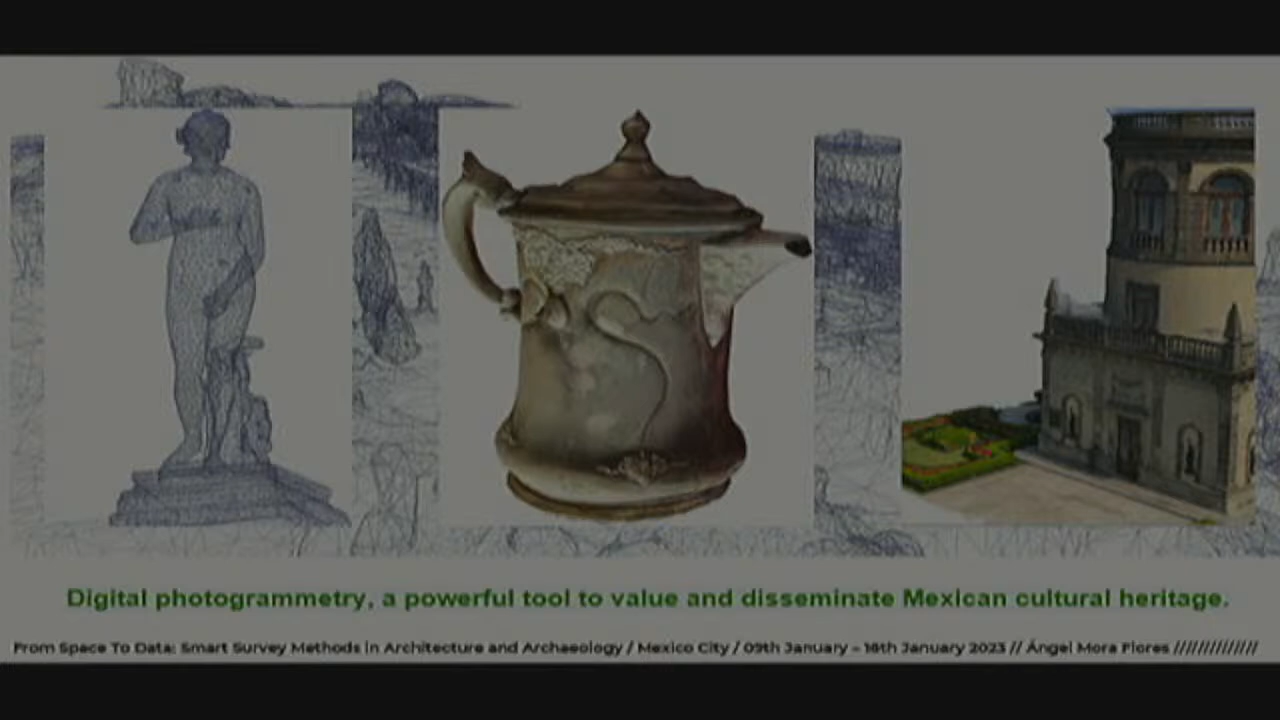 Digital photogrammetry, a powerful tool to value and disseminate Mexican cultural heritage.
From Space To Data: Smart Survey Methods in Architecture and Archaeology / Mexico City / 09th January – 16th January 2023 // Ángel Mora Flores //////////////